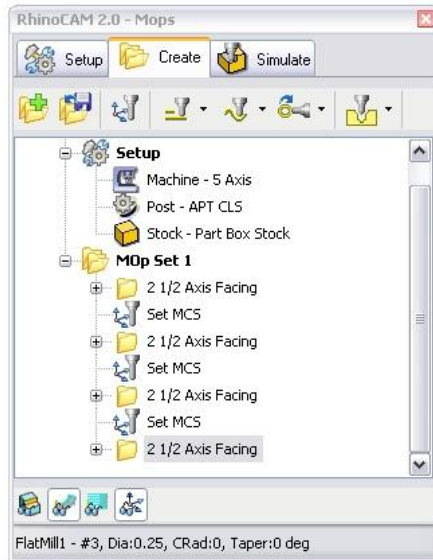 RhinoCAM 2.0 - Mops
Setup Create Simulate
Setup
Machine - 5 Axis
Post - APT CLS
Stock - Part Box Stock
MOp Set 1
2 1/2 Axis Facing
Set MCS
2 1/2 Axis Facing
Set MCS
2 1/2 Axis Facing
Set MCS
2 1/2 Axis Facing
FlatMill1 - #3, Dia:0.25, CRad:0, Taper:0 deg